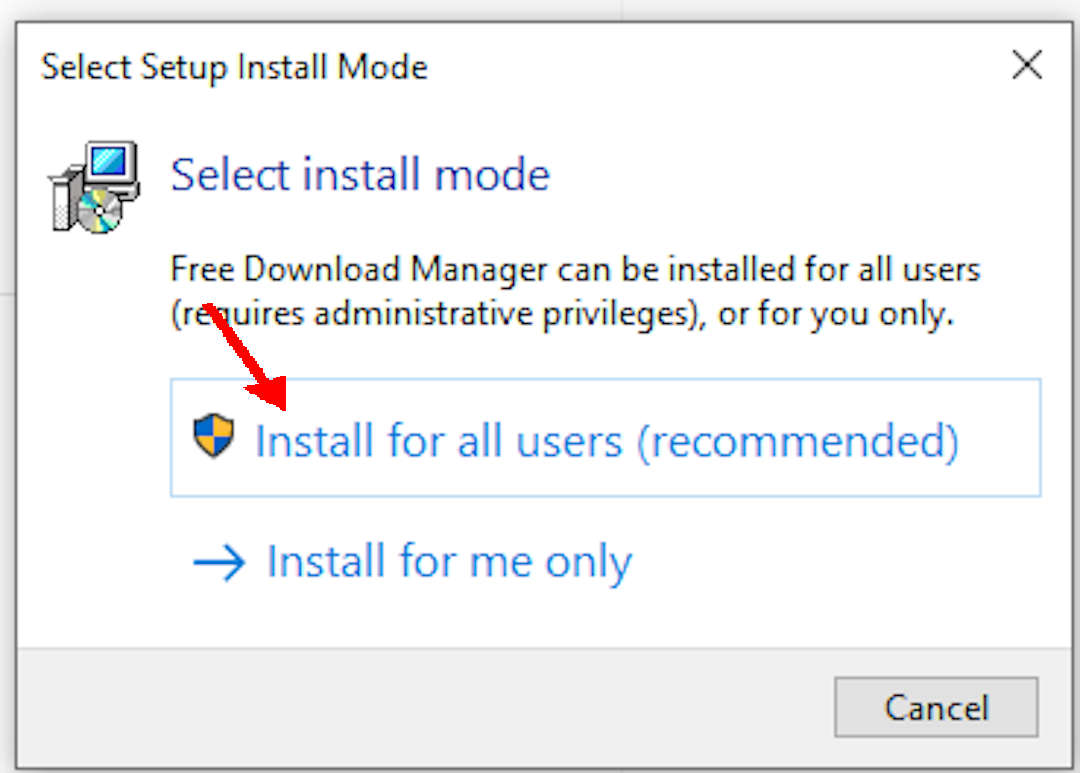 Select Setup Install Mode
Select install mode
Free Download Manager can be installed for all users
(requires administrative privileges), or for you only.
Install for all users (recommended)
Install for me only
Cancel